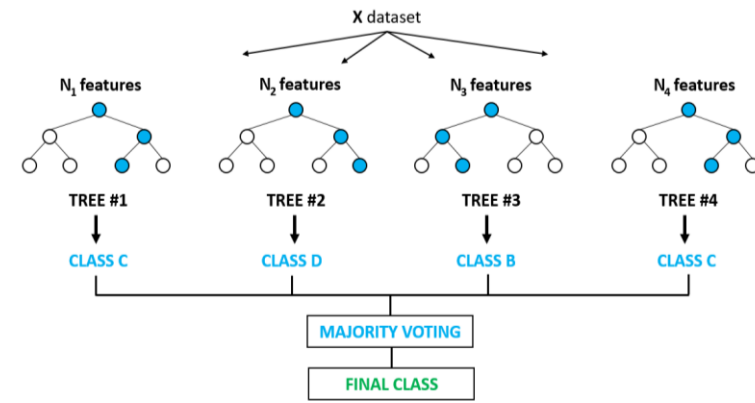 X dataset
N₁ features
N₂ features
N₃ features
N₄ features
TREE #1
TREE #2
TREE #3
TREE #4
CLASS C
CLASS D
CLASS B
CLASS C
MAJORITY VOTING
FINAL CLASS